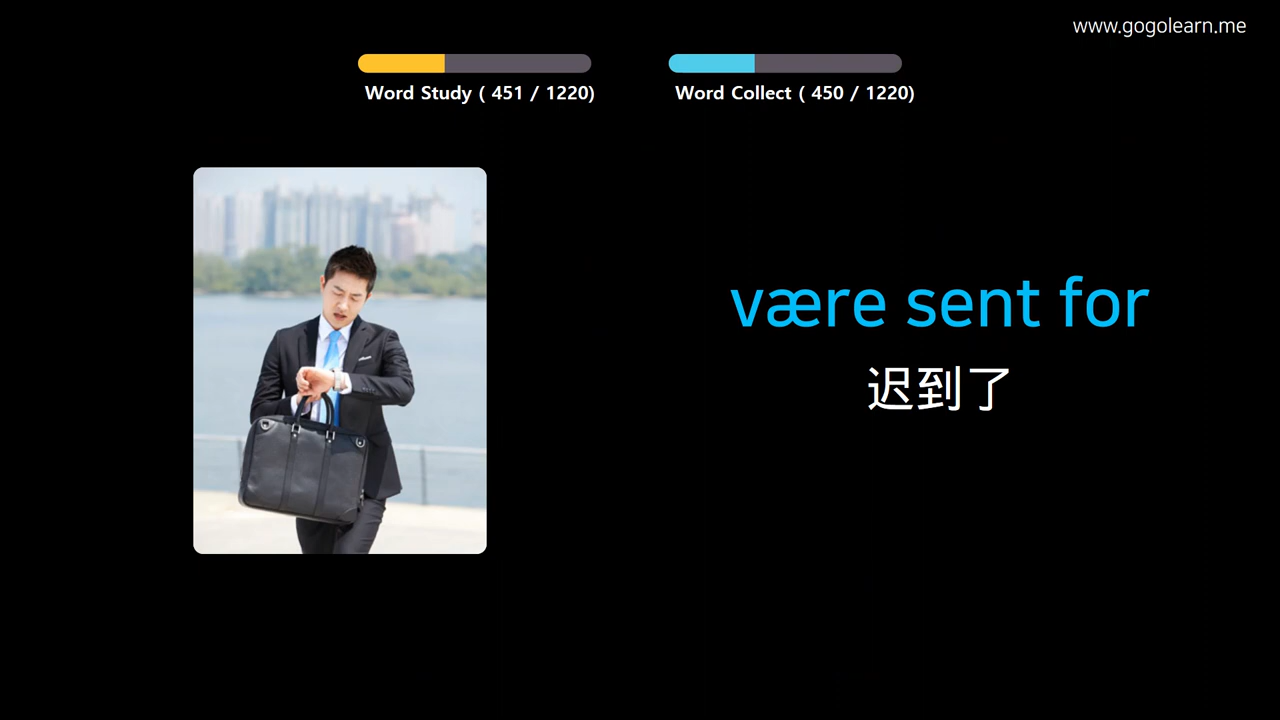 www.gogolearn.me
Word Study ( 451 / 1220)
Word Collect ( 450 / 1220)
være sent for
迟到了